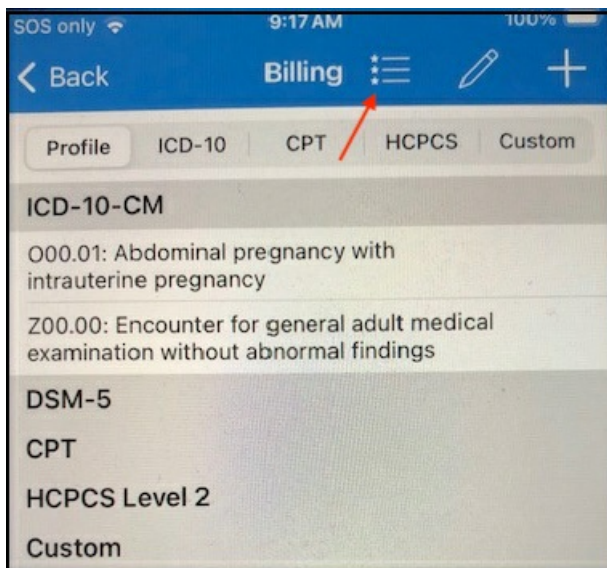 SOS only 9:17 AM 100%
Back Billing
Profile ICD-10 CPT HCPCS Custom
ICD-10-CM
O00.01: Abdominal pregnancy with
intrauterine pregnancy
Z00.00: Encounter for general adult medical
examination without abnormal findings
DSM-5
CPT
HCPCS Level 2
Custom